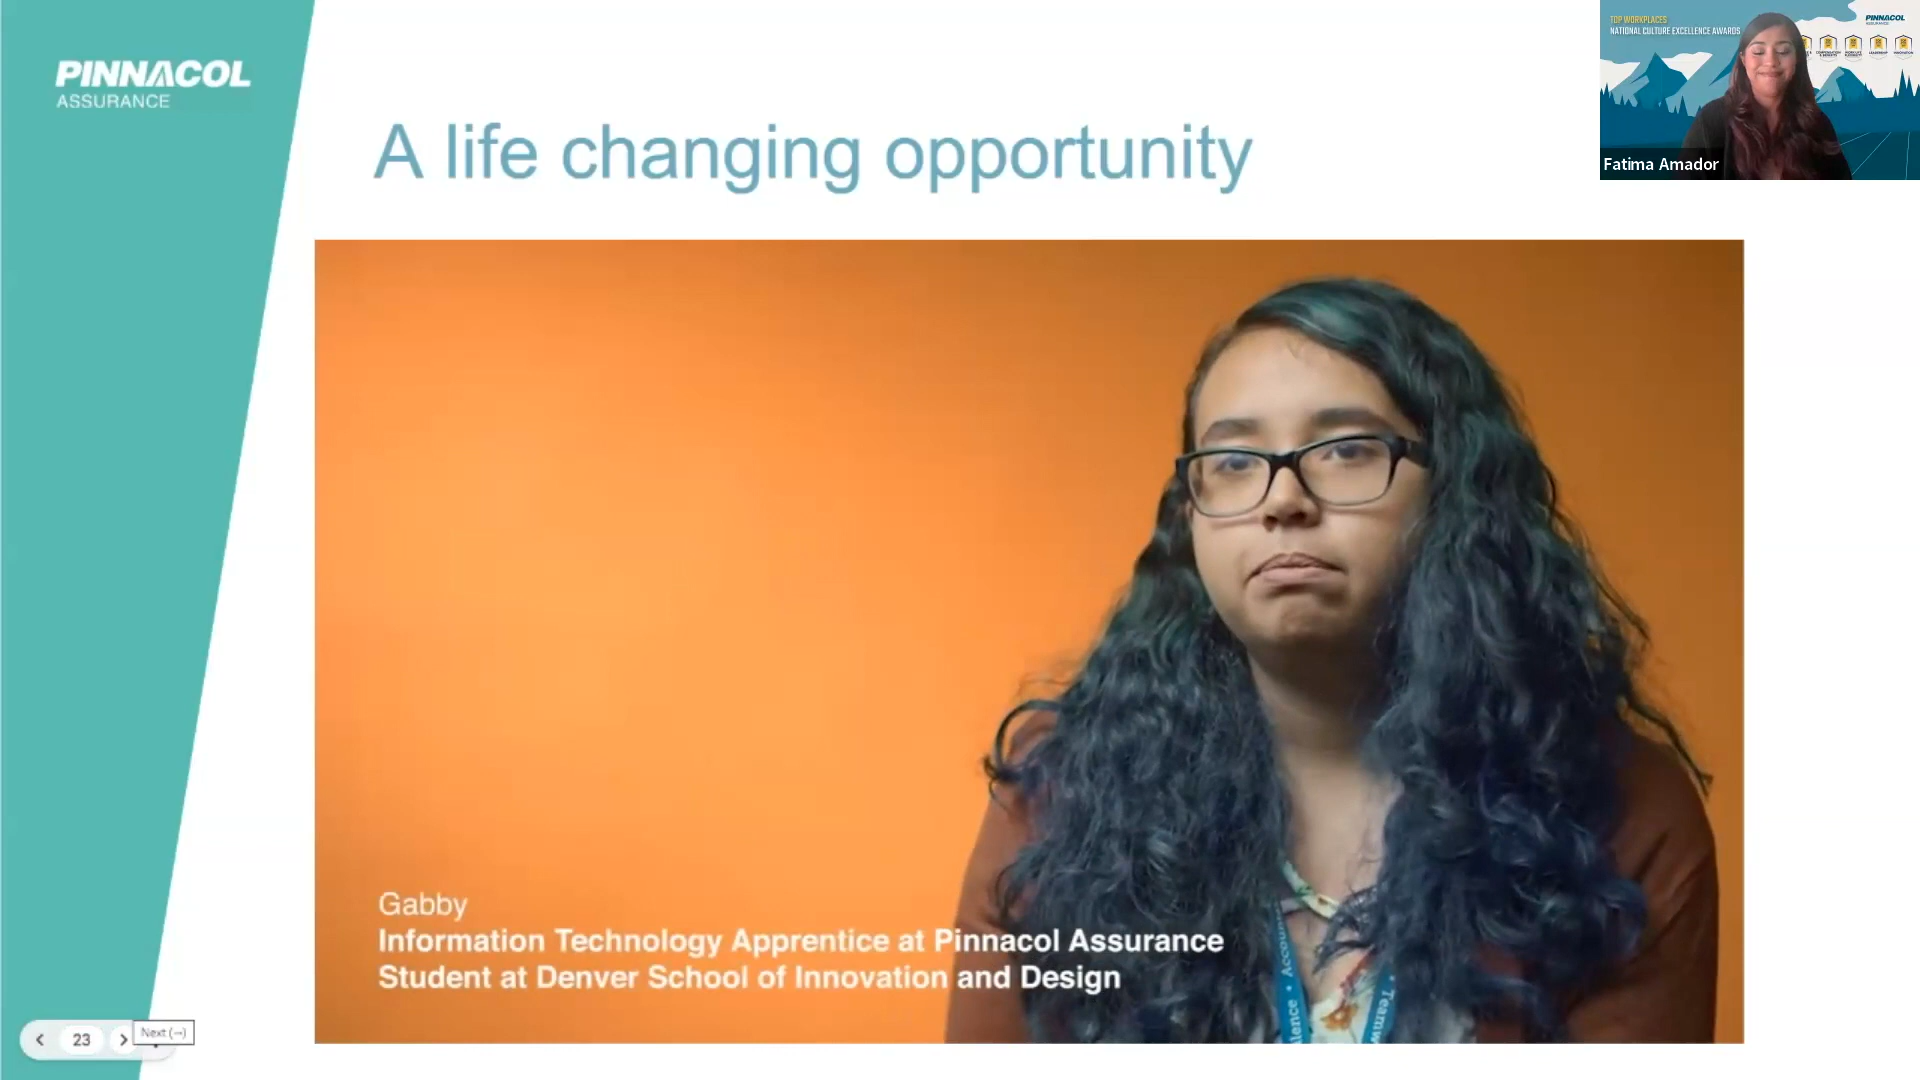 PINNACOL
ASSURANCE
A life changing opportunity
TOP WORKPLACES
NATIONAL CULTURE EXCELLENCE AWARDS
PINNACOL
ASSURANCE
Fatima Amador
Gabby
Information Technology Apprentice at Pinnacol Assurance
Student at Denver School of Innovation and Design
23
Next (→)